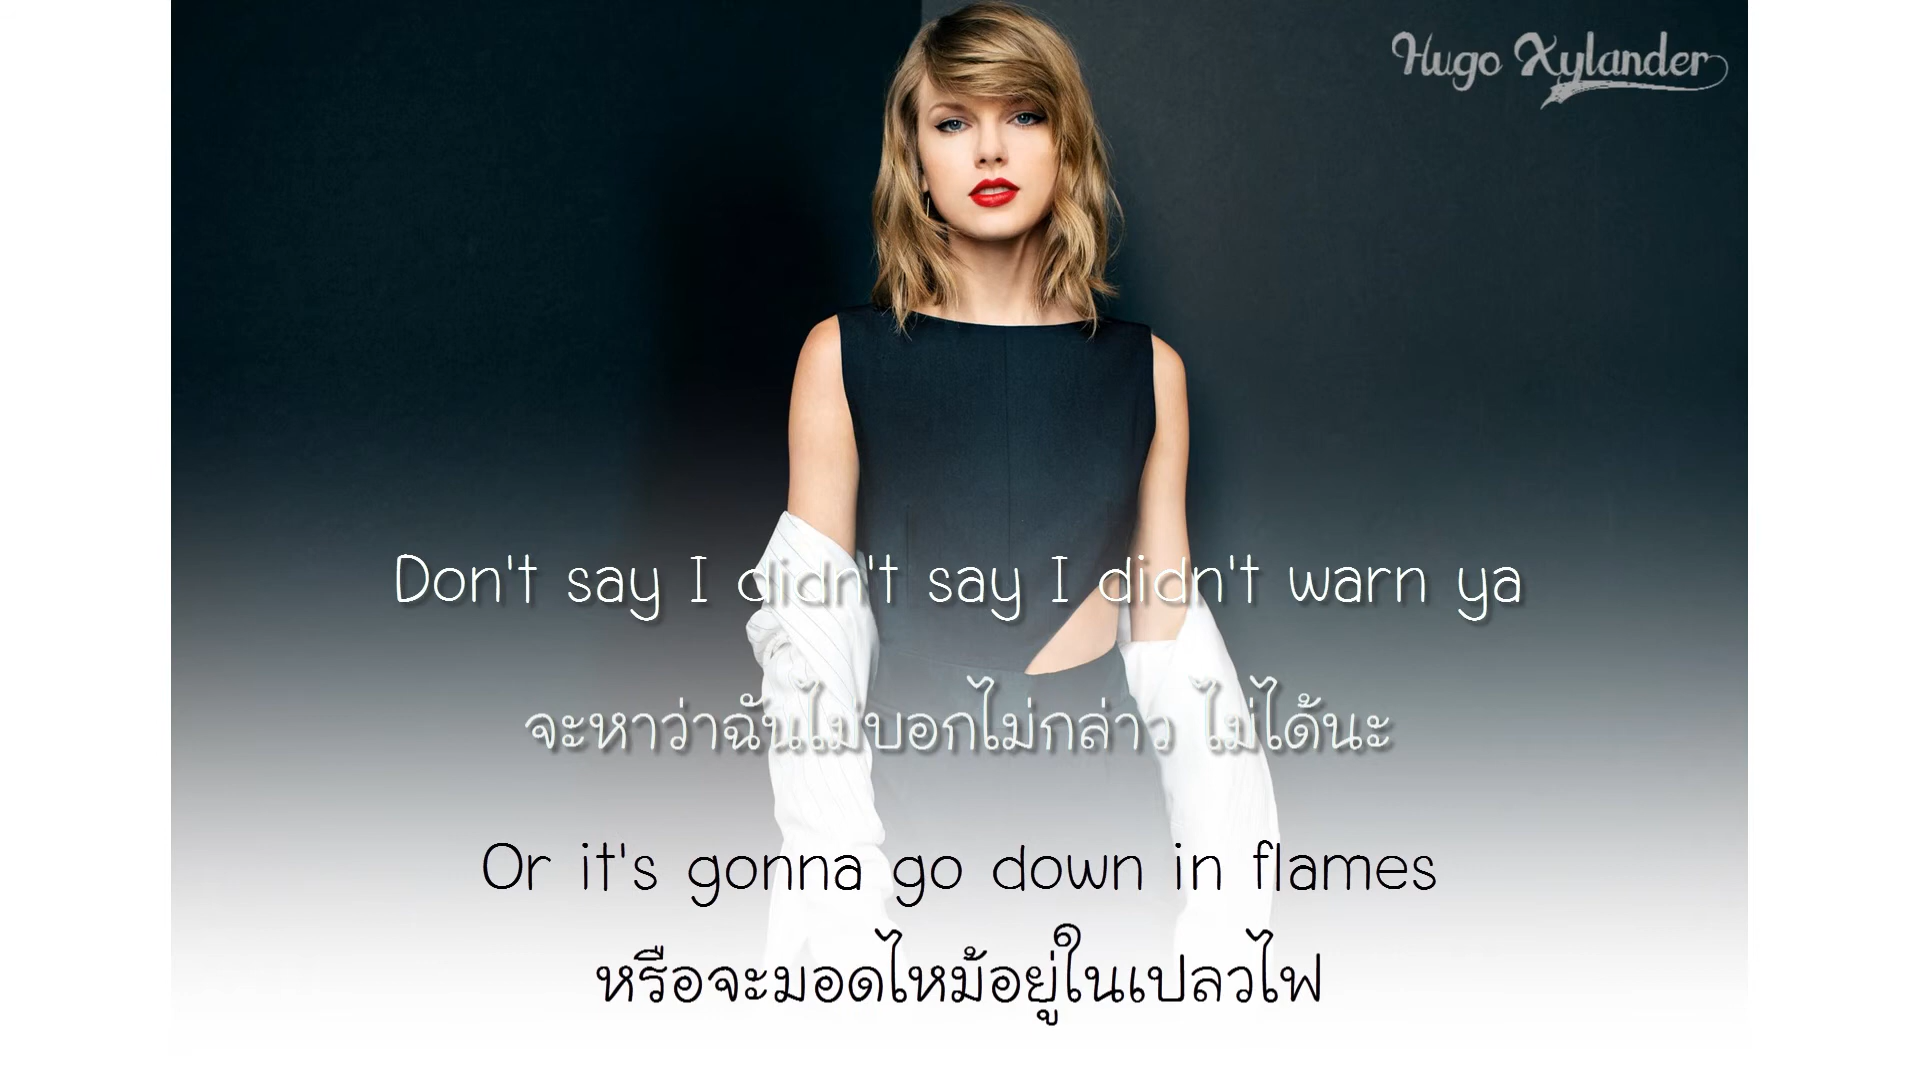 Hugo Xylander
Don't say I didn't say I didn't warn ya
จะหาว่าฉันไม่บอกไม่กล่าว ไม่ได้นะ
Or it's gonna go down in flames
หรือจะมอดไหม้อยู่ในเปลวไฟ